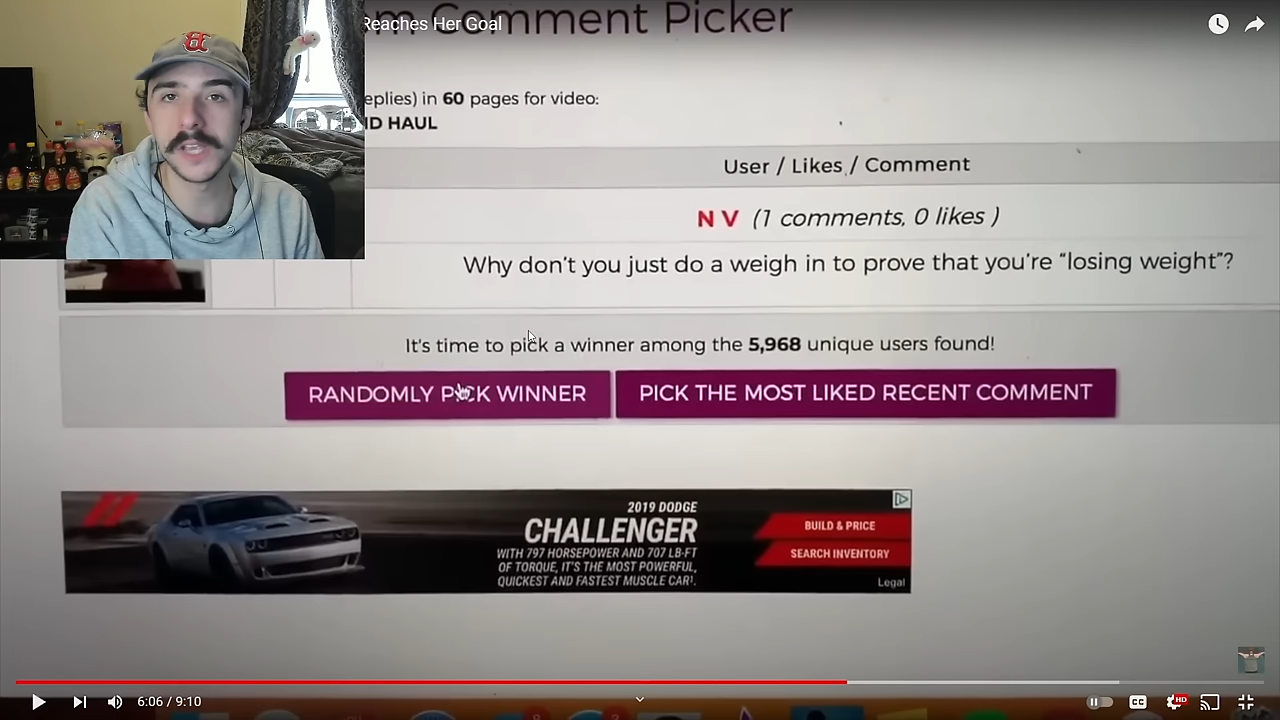 Reaches Her Goal
m Comment Picker
eplies) in 60 pages for video:
ID HAUL
User / Likes / Comment
N V (1 comments, 0 likes )
Why don't you just do a weigh in to prove that you're “losing weight”?
It's time to pick a winner among the 5,968 unique users found!
RANDOMLY PICK WINNER
PICK THE MOST LIKED RECENT COMMENT
2019 DODGE
CHALLENGER
WITH 797 HORSEPOWER AND 707 LB-FT
OF TORQUE, IT'S THE MOST POWERFUL,
QUICKEST AND FASTEST MUSCLE CAR¹.
BUILD & PRICE
SEARCH INVENTORY
Legal
6:06 / 9:10
CC
HD